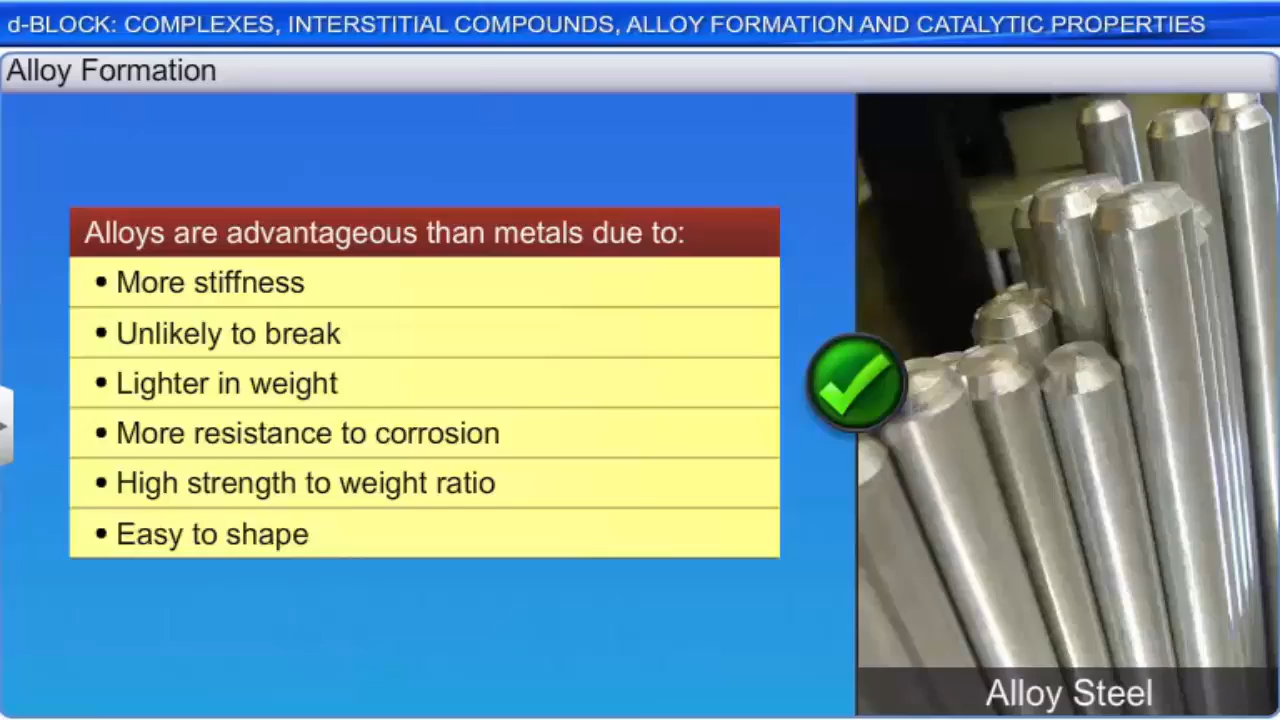 d-BLOCK: COMPLEXES, INTERSTITIAL COMPOUNDS, ALLOY FORMATION AND CATALYTIC PROPERTIES
Alloy Formation
Alloys are advantageous than metals due to:
• More stiffness
• Unlikely to break
• Lighter in weight
• More resistance to corrosion
• High strength to weight ratio
• Easy to shape
Alloy Steel